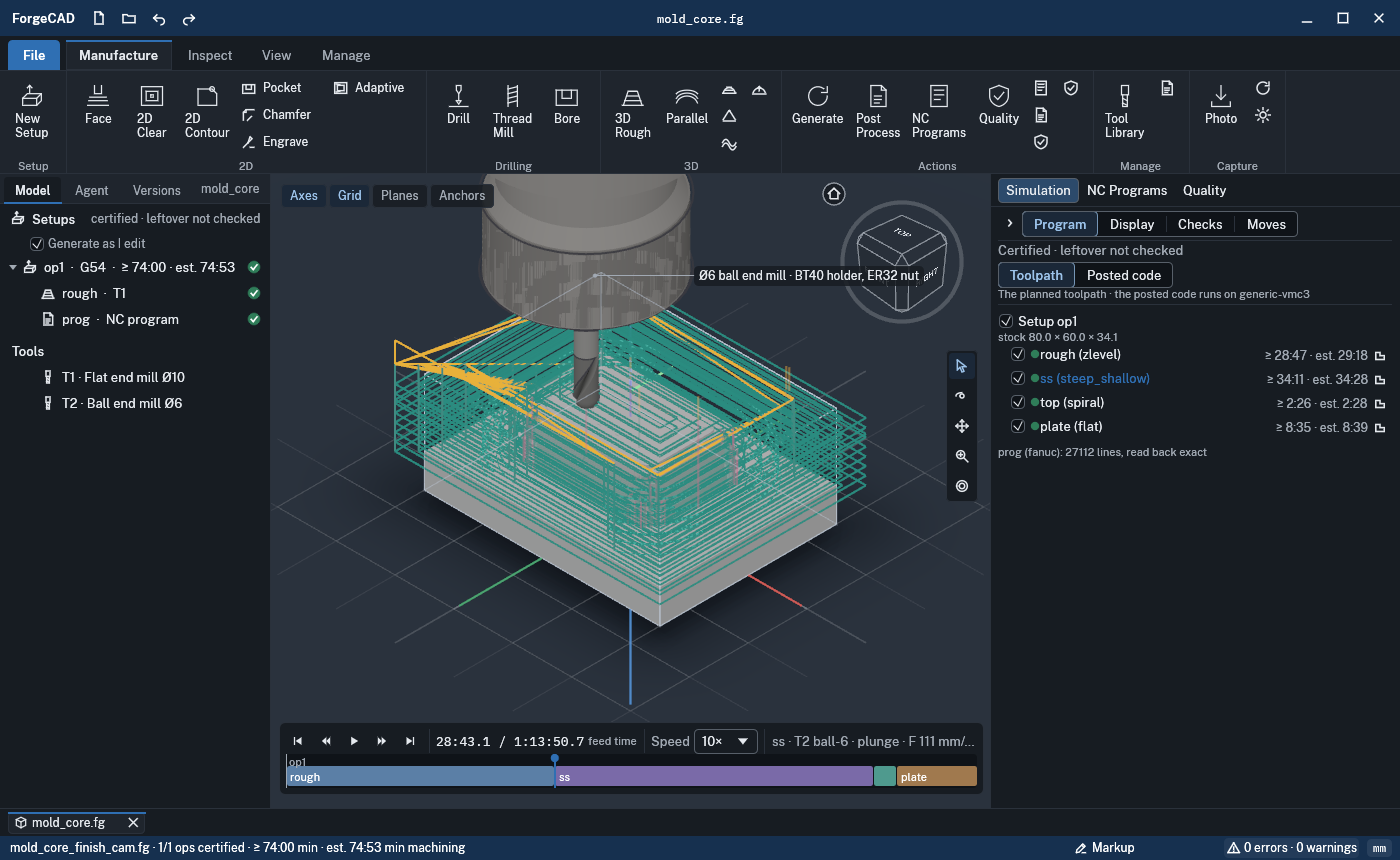 ForgeCAD
mold_core.fg
File
Manufacture
Inspect
View
Manage
New Setup
Setup
Face
2D Clear
2D Contour
Pocket
Chamfer
Engrave
Adaptive
2D
Drill
Thread Mill
Bore
Drilling
3D Rough
Parallel
3D
Generate
Post Process
NC Programs
Quality
Actions
Tool Library
Manage
Photo
Capture
Model
Agent
Versions
mold_core
Setups
certified · leftover not checked
Generate as I edit
op1 · G54 · ≥ 74:00 · est. 74:53
rough · T1
prog · NC program
Tools
T1 · Flat end mill Ø10
T2 · Ball end mill Ø6
Axes
Grid
Planes
Anchors
TOP
Ø6 ball end mill · BT40 holder, ER32 nut
28:43.1 / 1:13:50.7 feed time
Speed
10×
ss · T2 ball-6 · plunge · F 111 mm/...
op1
rough
ss
plate
Simulation
NC Programs
Quality
Program
Display
Checks
Moves
Certified · leftover not checked
Toolpath
Posted code
The planned toolpath · the posted code runs on generic-vmc3
Setup op1
stock 80.0 × 60.0 × 34.1
rough (zlevel)
≥ 28:47 · est. 29:18
ss (steep_shallow)
≥ 34:11 · est. 34:28
top (spiral)
≥ 2:26 · est. 2:28
plate (flat)
≥ 8:35 · est. 8:39
prog (fanuc): 27112 lines, read back exact
mold_core.fg
mold_core_finish_cam.fg · 1/1 ops certified · ≥ 74:00 min · est. 74:53 min machining
Markup
0 errors · 0 warnings
mm